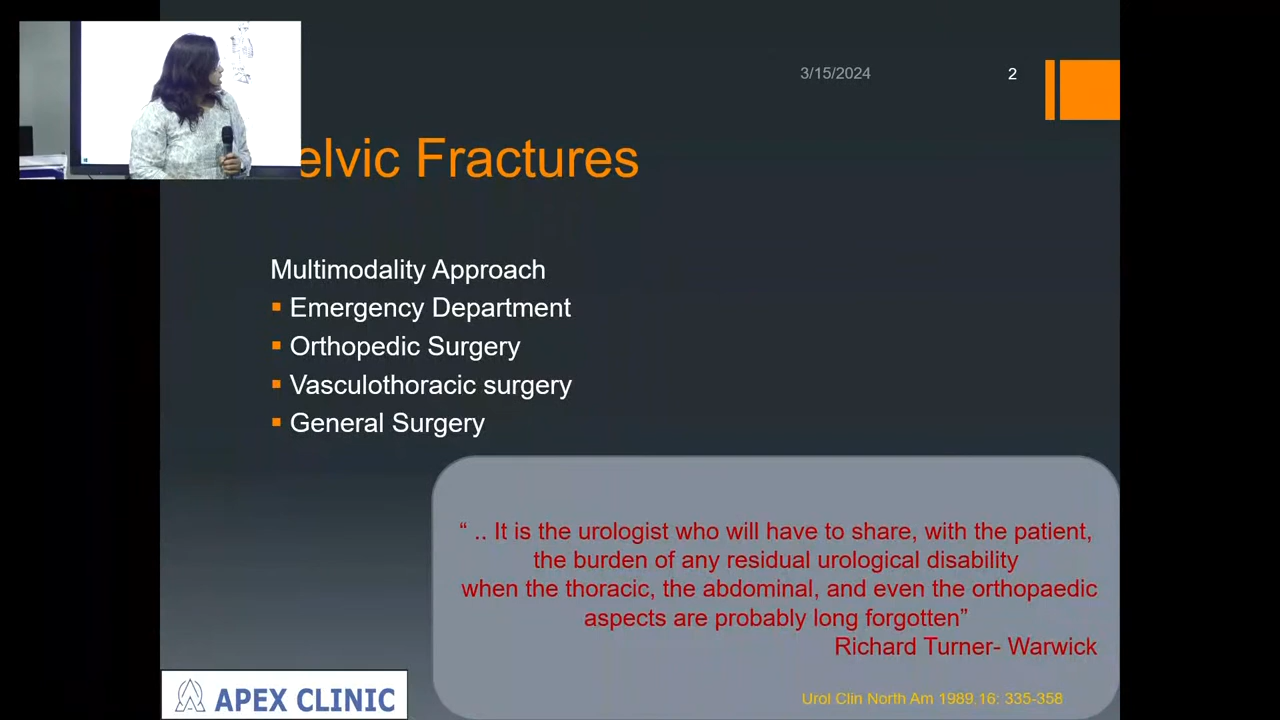 3/15/2024
2
elvic Fractures
Multimodality Approach
Emergency Department
Orthopedic Surgery
Vasculothoracic surgery
General Surgery
“ .. It is the urologist who will have to share, with the patient,
the burden of any residual urological disability
when the thoracic, the abdominal, and even the orthopaedic
aspects are probably long forgotten”
Richard Turner- Warwick
Urol Clin North Am 1989.16: 335-358
APEX CLINIC